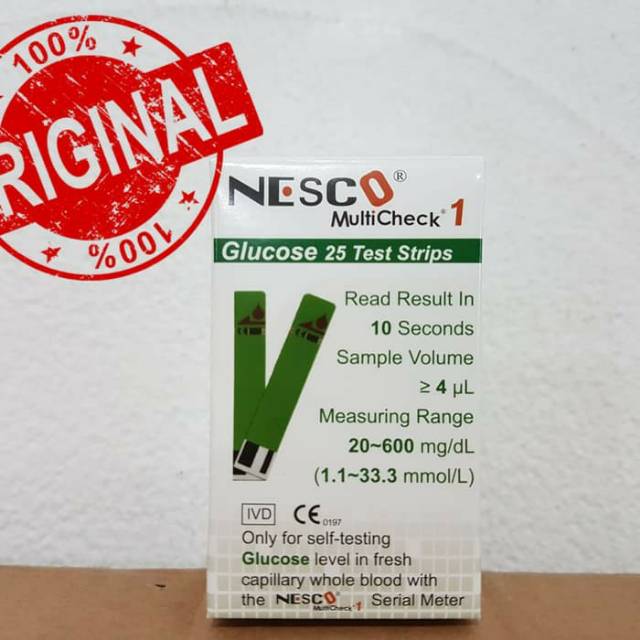 100%
ORIGINAL
100%
NESCO®
MultiCheck® 1
Glucose 25 Test Strips
Read Result In
10 Seconds
Sample Volume
≥ 4 µL
Measuring Range
20~600 mg/dL
(1.1~33.3 mmol/L)
IVD CE 0197
Only for self-testing
Glucose level in fresh
capillary whole blood with
the NESCO MultiCheck® 1 Serial Meter